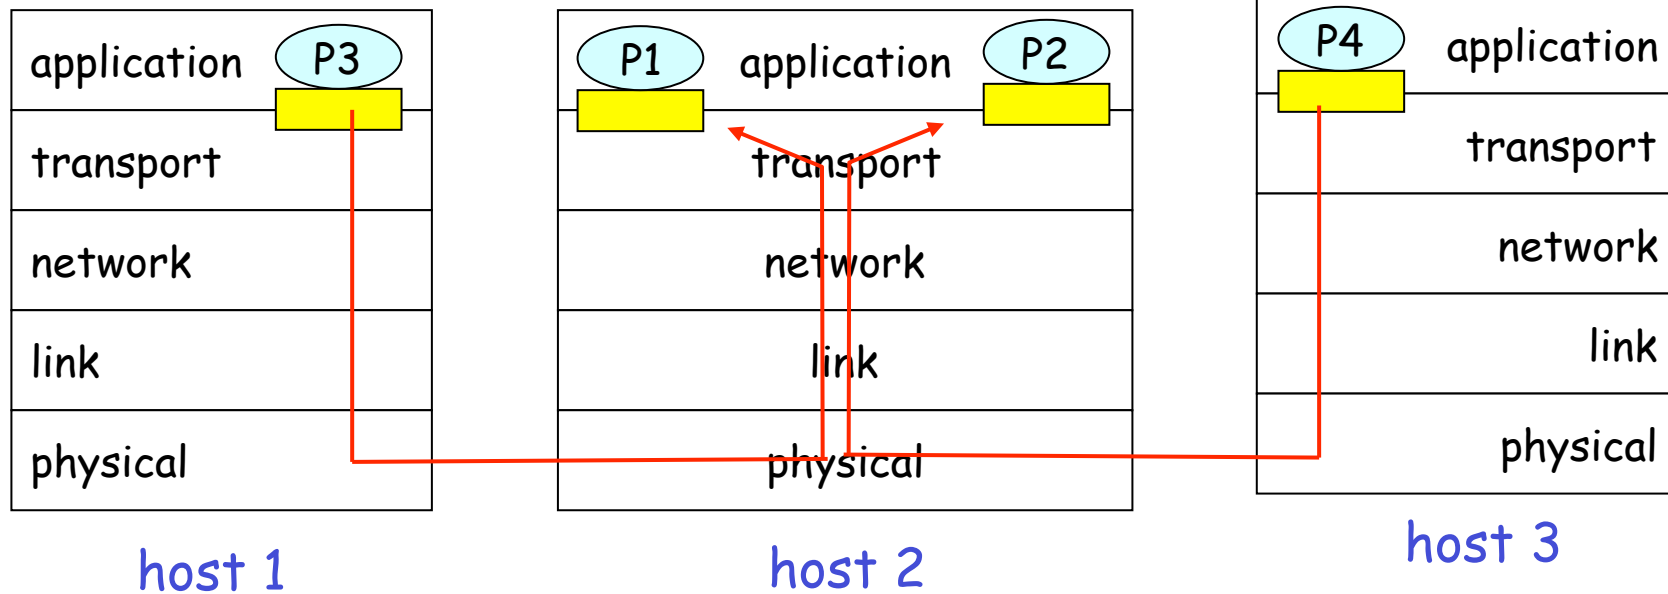 application P3
transport
network
link
physical
host 1
P1 application P2
transport
network
link
physical
host 2
P4 application
transport
network
link
physical
host 3